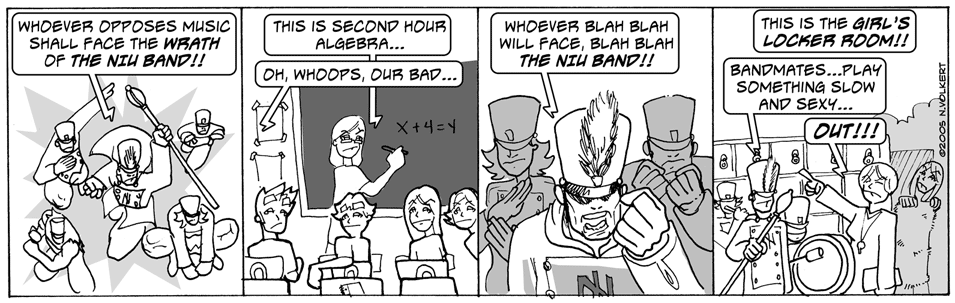 WHOEVER OPPOSES MUSIC
SHALL FACE THE WRATH
OF THE NIU BAND!!
THIS IS SECOND HOUR
ALGEBRA...
OH, WHOOPS, OUR BAD...
X+4=Y
WHOEVER BLAH BLAH
WILL FACE, BLAH BLAH
THE NIU BAND!!
N
THIS IS THE GIRL'S
LOCKER ROOM!!
BANDMATES...PLAY
SOMETHING SLOW
AND SEXY...
OUT!!!
©2005 N.VOLKERT